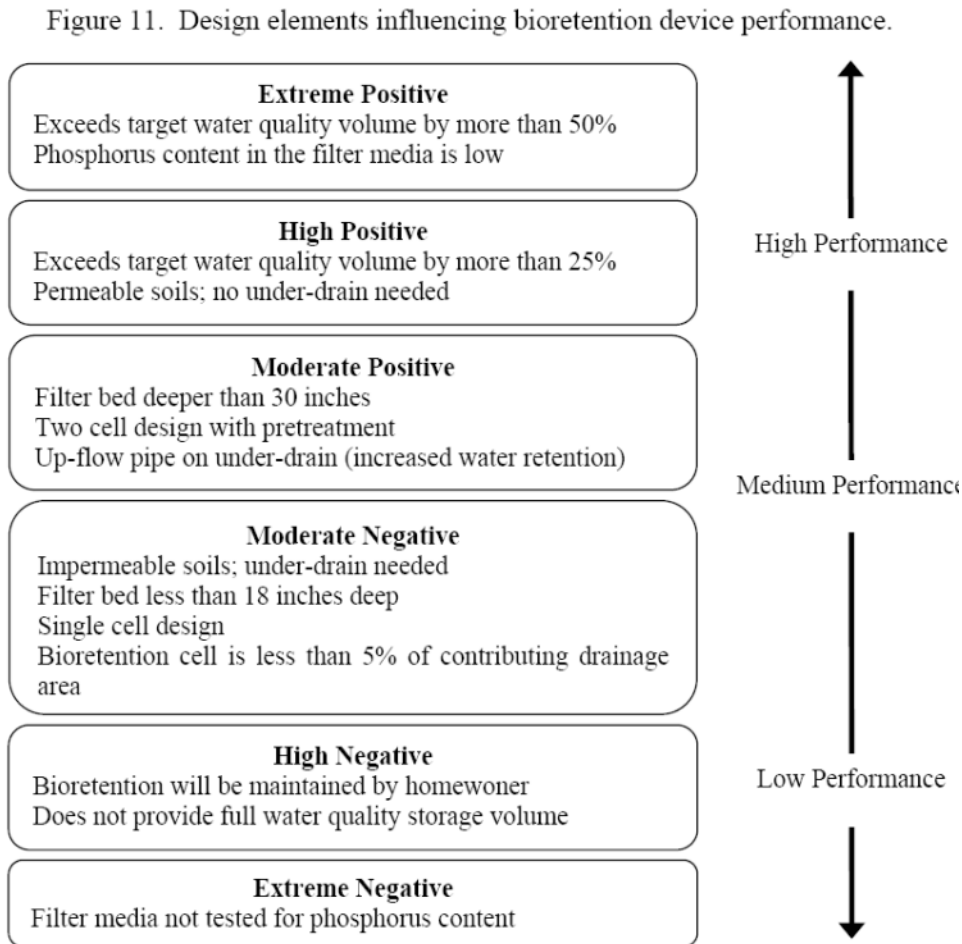 Figure 11. Design elements influencing bioretention device performance.
Extreme Positive
Exceeds target water quality volume by more than 50%
Phosphorus content in the filter media is low
High Positive
Exceeds target water quality volume by more than 25%
Permeable soils; no under-drain needed
High Performance
Moderate Positive
Filter bed deeper than 30 inches
Two cell design with pretreatment
Up-flow pipe on under-drain (increased water retention)
Medium Performance
Moderate Negative
Impermeable soils; under-drain needed
Filter bed less than 18 inches deep
Single cell design
Bioretention cell is less than 5% of contributing drainage
area
High Negative
Bioretention will be maintained by homewoner
Does not provide full water quality storage volume
Low Performance
Extreme Negative
Filter media not tested for phosphorus content